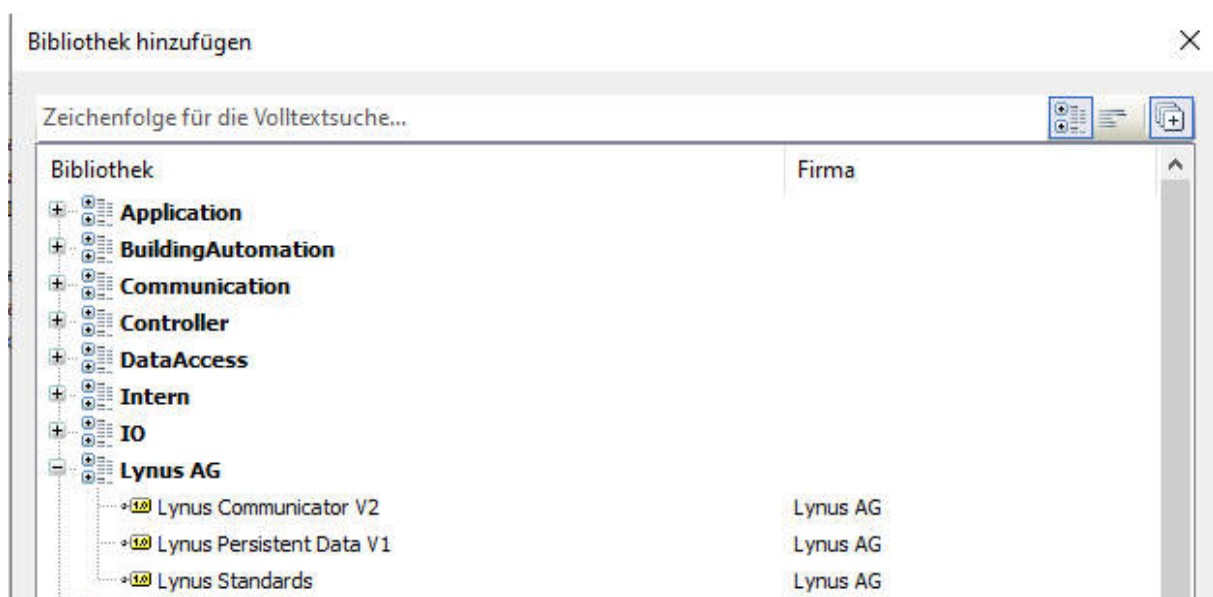 Bibliothek hinzufügen
Zeichenfolge für die Volltextsuche...
Bibliothek Firma
Application
BuildingAutomation
Communication
Controller
DataAccess
Intern
IO
Lynus AG
Lynus Communicator V2 Lynus AG
Lynus Persistent Data V1 Lynus AG
Lynus Standards Lynus AG